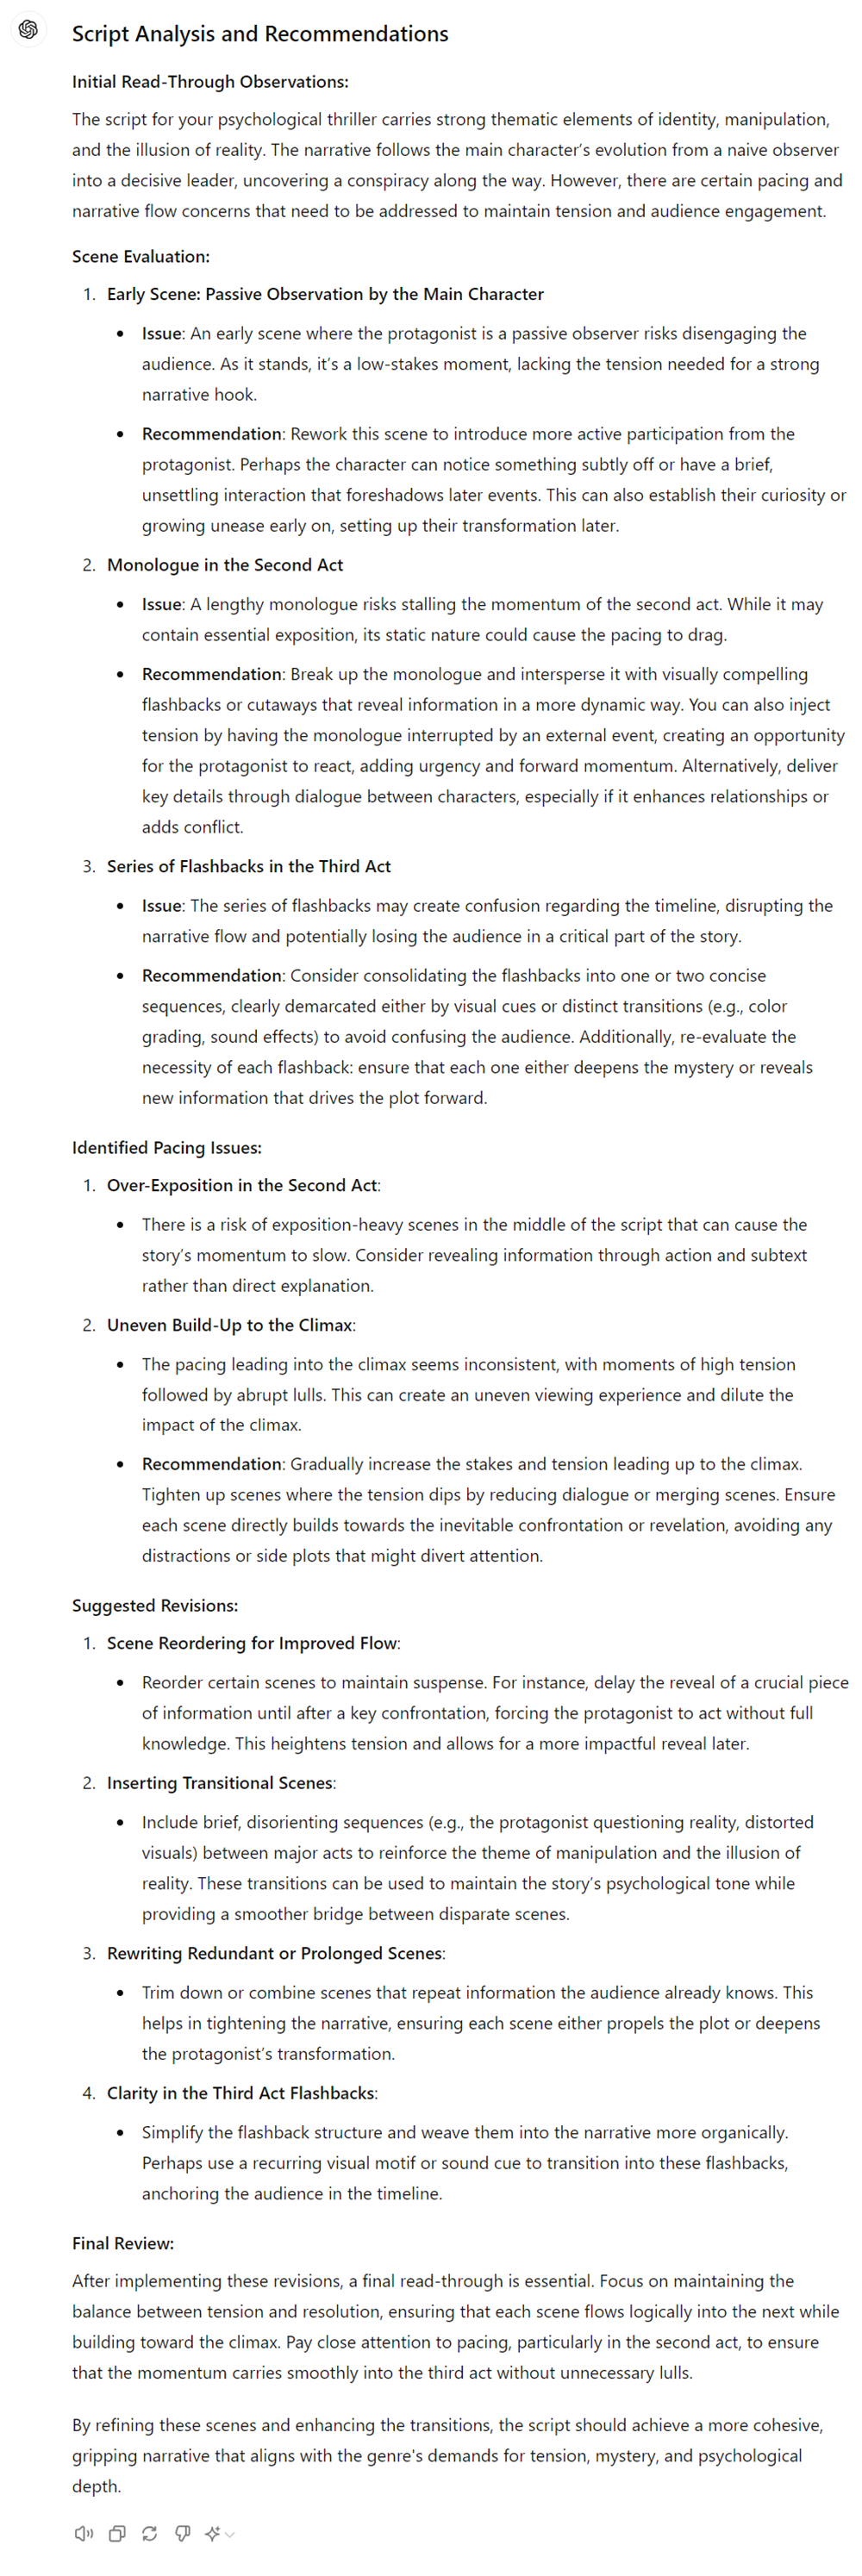 Script Analysis and Recommendations
Initial Read-Through Observations:
The script for your psychological thriller carries strong thematic elements of identity, manipulation,
and the illusion of reality. The narrative follows the main character's evolution from a naive observer
into a decisive leader, uncovering a conspiracy along the way. However, there are certain pacing and
narrative flow concerns that need to be addressed to maintain tension and audience engagement.
Scene Evaluation:
1. Early Scene: Passive Observation by the Main Character
• Issue: An early scene where the protagonist is a passive observer risks disengaging the
audience. As it stands, it's a low-stakes moment, lacking the tension needed for a strong
narrative hook.
• Recommendation: Rework this scene to introduce more active participation from the
protagonist. Perhaps the character can notice something subtly off or have a brief,
unsettling interaction that foreshadows later events. This can also establish their curiosity or
growing unease early on, setting up their transformation later.
2. Monologue in the Second Act
• Issue: A lengthy monologue risks stalling the momentum of the second act. While it may
contain essential exposition, its static nature could cause the pacing to drag.
• Recommendation: Break up the monologue and intersperse it with visually compelling
flashbacks or cutaways that reveal information in a more dynamic way. You can also inject
tension by having the monologue interrupted by an external event, creating an opportunity
for the protagonist to react, adding urgency and forward momentum. Alternatively, deliver
key details through dialogue between characters, especially if it enhances relationships or
adds conflict.
3. Series of Flashbacks in the Third Act
• Issue: The series of flashbacks may create confusion regarding the timeline, disrupting the
narrative flow and potentially losing the audience in a critical part of the story.
• Recommendation: Consider consolidating the flashbacks into one or two concise
sequences, clearly demarcated either by visual cues or distinct transitions (e.g., color
grading, sound effects) to avoid confusing the audience. Additionally, re-evaluate the
necessity of each flashback: ensure that each one either deepens the mystery or reveals
new information that drives the plot forward.
Identified Pacing Issues:
1. Over-Exposition in the Second Act:
• There is a risk of exposition-heavy scenes in the middle of the script that can cause the
story's momentum to slow. Consider revealing information through action and subtext
rather than direct explanation.
2. Uneven Build-Up to the Climax:
• The pacing leading into the climax seems inconsistent, with moments of high tension
followed by abrupt lulls. This can create an uneven viewing experience and dilute the
impact of the climax.
• Recommendation: Gradually increase the stakes and tension leading up to the climax.
Tighten up scenes where the tension dips by reducing dialogue or merging scenes. Ensure
each scene directly builds towards the inevitable confrontation or revelation, avoiding any
distractions or side plots that might divert attention.
Suggested Revisions:
1. Scene Reordering for Improved Flow:
• Reorder certain scenes to maintain suspense. For instance, delay the reveal of a crucial piece
of information until after a key confrontation, forcing the protagonist to act without full
knowledge. This heightens tension and allows for a more impactful reveal later.
2. Inserting Transitional Scenes:
• Include brief, disorienting sequences (e.g., the protagonist questioning reality, distorted
visuals) between major acts to reinforce the theme of manipulation and the illusion of
reality. These transitions can be used to maintain the story's psychological tone while
providing a smoother bridge between disparate scenes.
3. Rewriting Redundant or Prolonged Scenes:
• Trim down or combine scenes that repeat information the audience already knows. This
helps in tightening the narrative, ensuring each scene either propels the plot or deepens
the protagonist's transformation.
4. Clarity in the Third Act Flashbacks:
• Simplify the flashback structure and weave them into the narrative more organically.
Perhaps use a recurring visual motif or sound cue to transition into these flashbacks,
anchoring the audience in the timeline.
Final Review:
After implementing these revisions, a final read-through is essential. Focus on maintaining the
balance between tension and resolution, ensuring that each scene flows logically into the next while
building toward the climax. Pay close attention to pacing, particularly in the second act, to ensure
that the momentum carries smoothly into the third act without unnecessary lulls.
By refining these scenes and enhancing the transitions, the script should achieve a more cohesive,
gripping narrative that aligns with the genre's demands for tension, mystery, and psychological
depth.